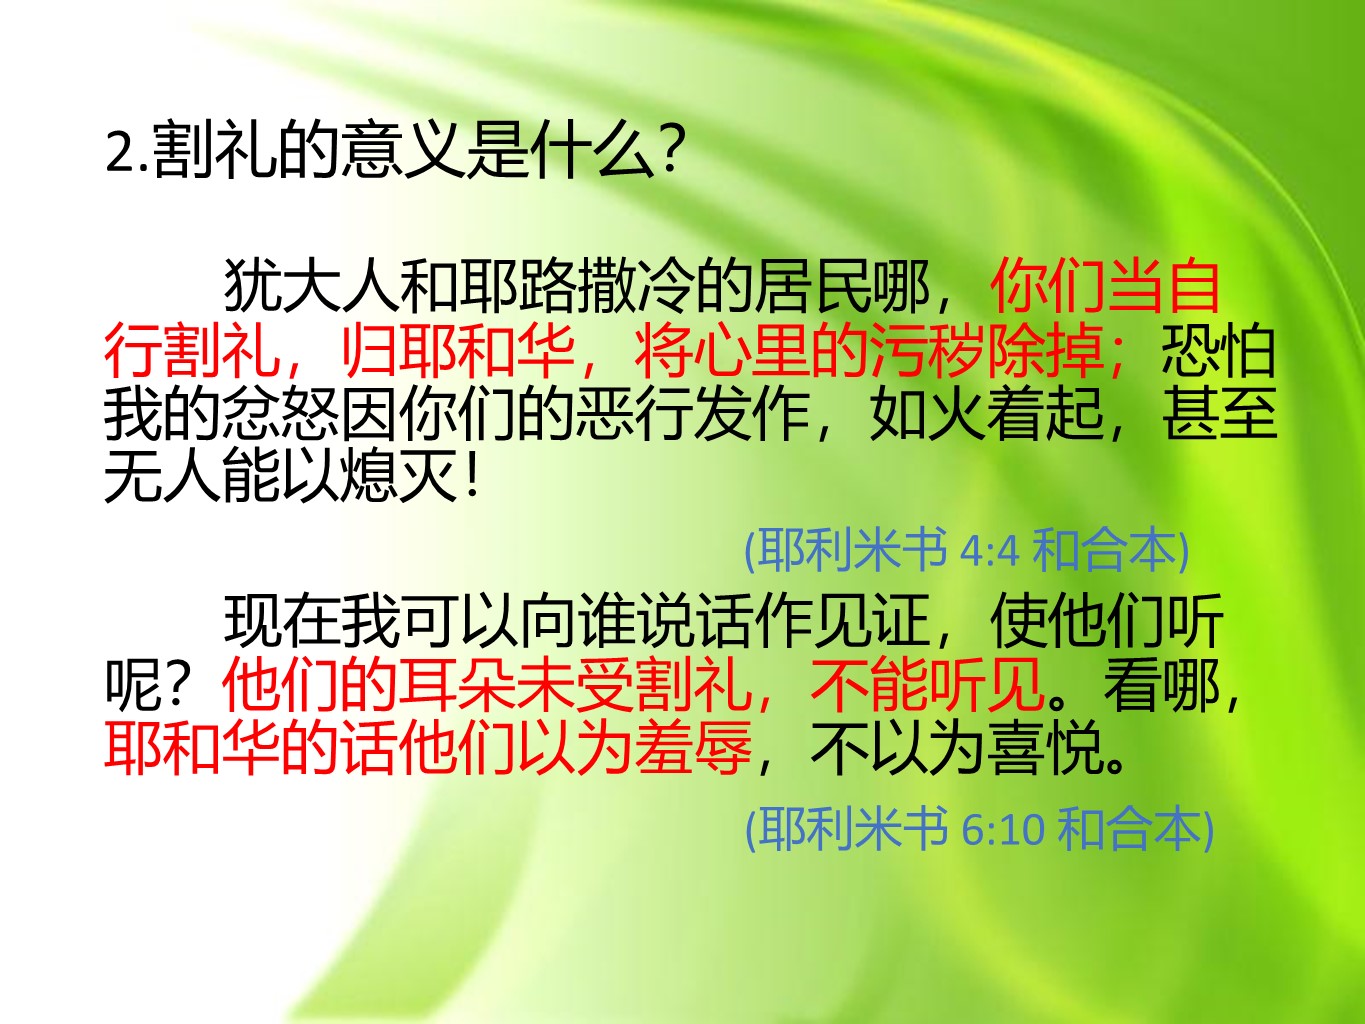 2.割礼的意义是什么？
犹大人和耶路撒冷的居民哪，你们当自
行割礼，归耶和华，将心里的污秽除掉；恐怕
我的忿怒因你们的恶行发作，如火着起，甚至
无人能以熄灭！
(耶利米书 4:4 和合本)
现在我可以向谁说话作见证，使他们听
呢？他们的耳朵未受割礼，不能听见。看哪，
耶和华的话他们以为羞辱，不以为喜悦。
(耶利米书 6:10 和合本)